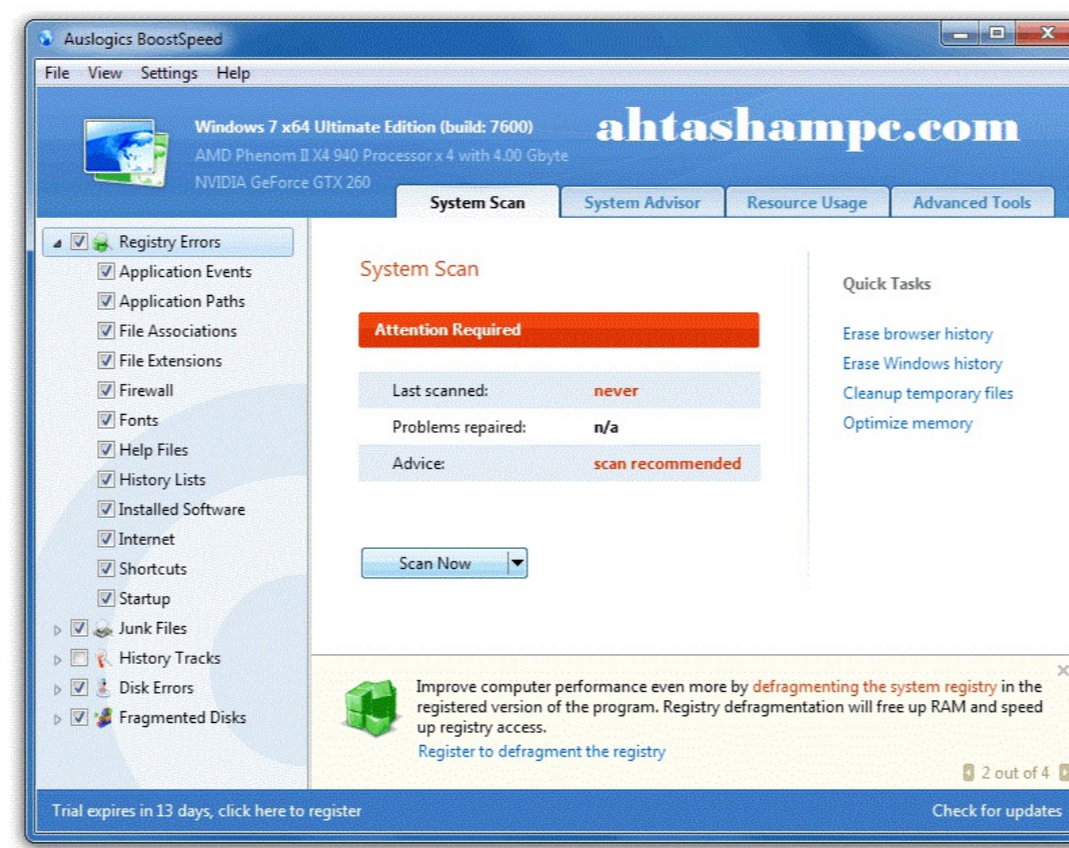 Auslogics BoostSpeed
File View Settings Help
Windows 7 x64 Ultimate Edition (build: 7600)
AMD Phenom II X4 940 Processor x 4 with 4.00 Gbyte
NVIDIA GeForce GTX 260
ahtashampc.com
System Scan System Advisor Resource Usage Advanced Tools
Registry Errors
Application Events
Application Paths
File Associations
File Extensions
Firewall
Fonts
Help Files
History Lists
Installed Software
Internet
Shortcuts
Startup
Junk Files
History Tracks
Disk Errors
Fragmented Disks
System Scan
Attention Required
Last scanned: never
Problems repaired: n/a
Advice: scan recommended
Scan Now
Quick Tasks
Erase browser history
Erase Windows history
Cleanup temporary files
Optimize memory
Improve computer performance even more by defragmenting the system registry in the
registered version of the program. Registry defragmentation will free up RAM and speed
up registry access.
Register to defragment the registry
2 out of 4
Trial expires in 13 days, click here to register
Check for updates